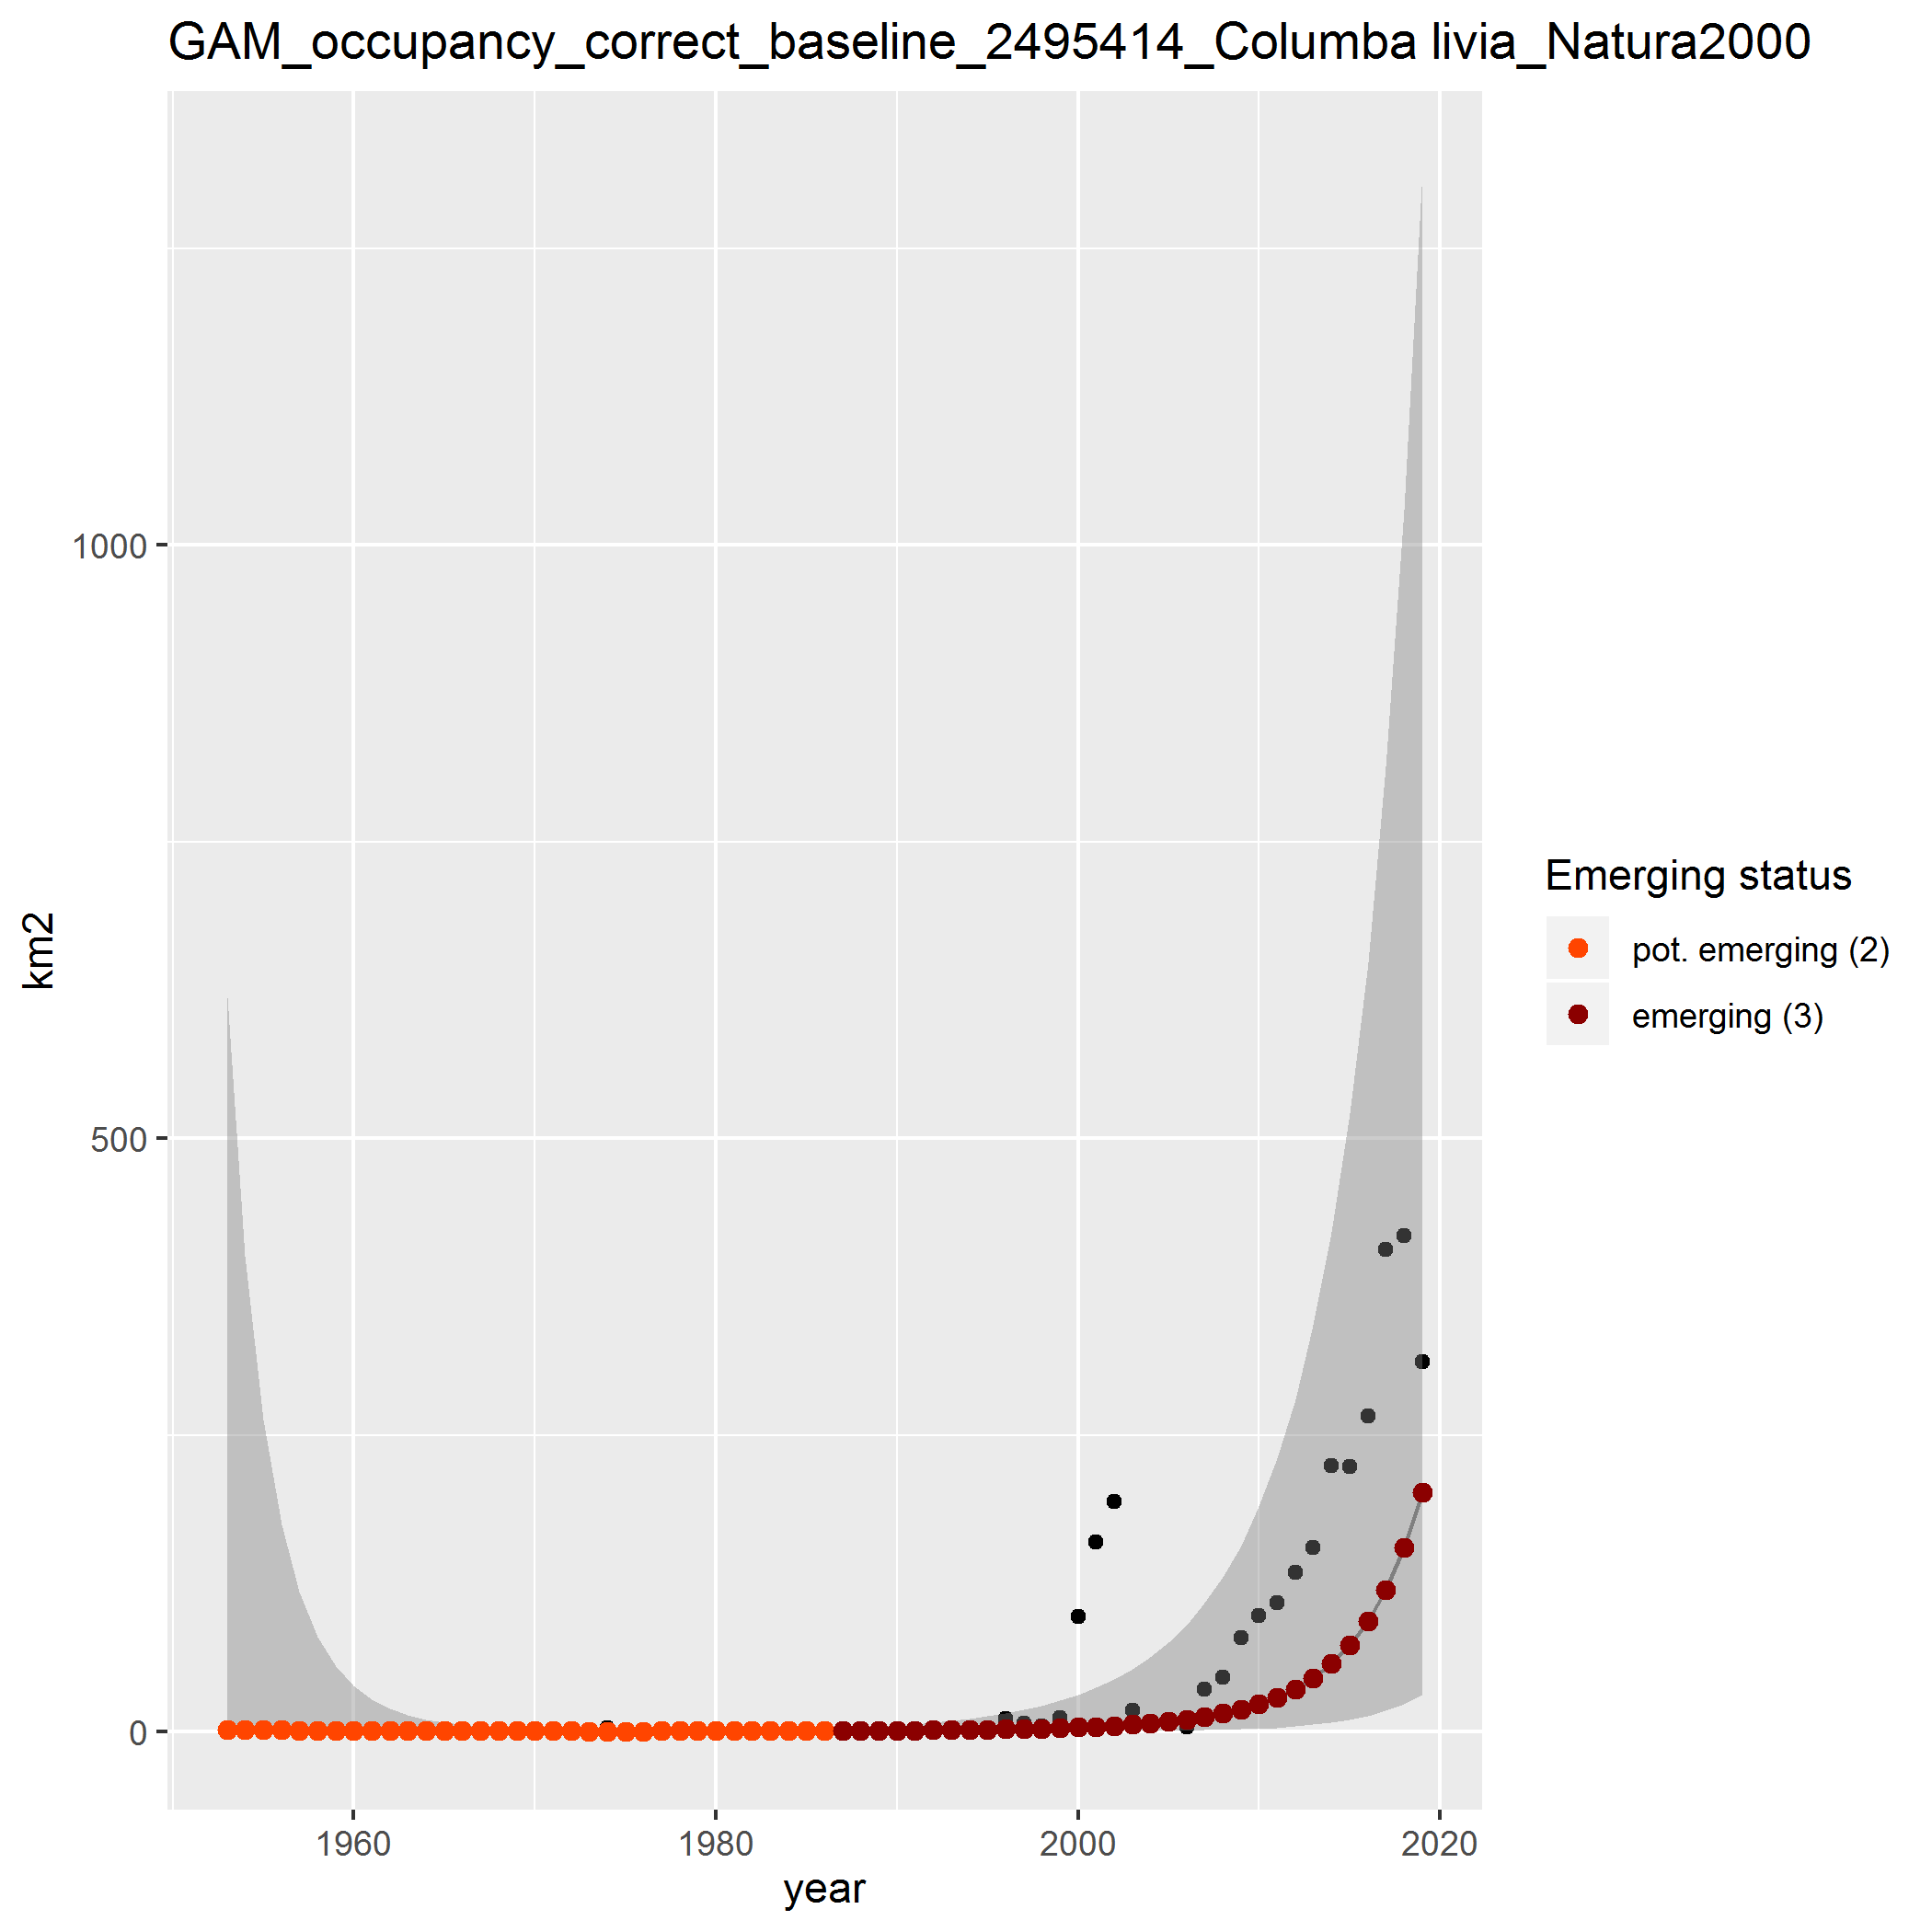 GAM_occupancy_correct_baseline_2495414_Columba livia_Natura2000
1000
500
0
km2
1960
1980
2000
2020
year
Emerging status
pot. emerging (2)
emerging (3)